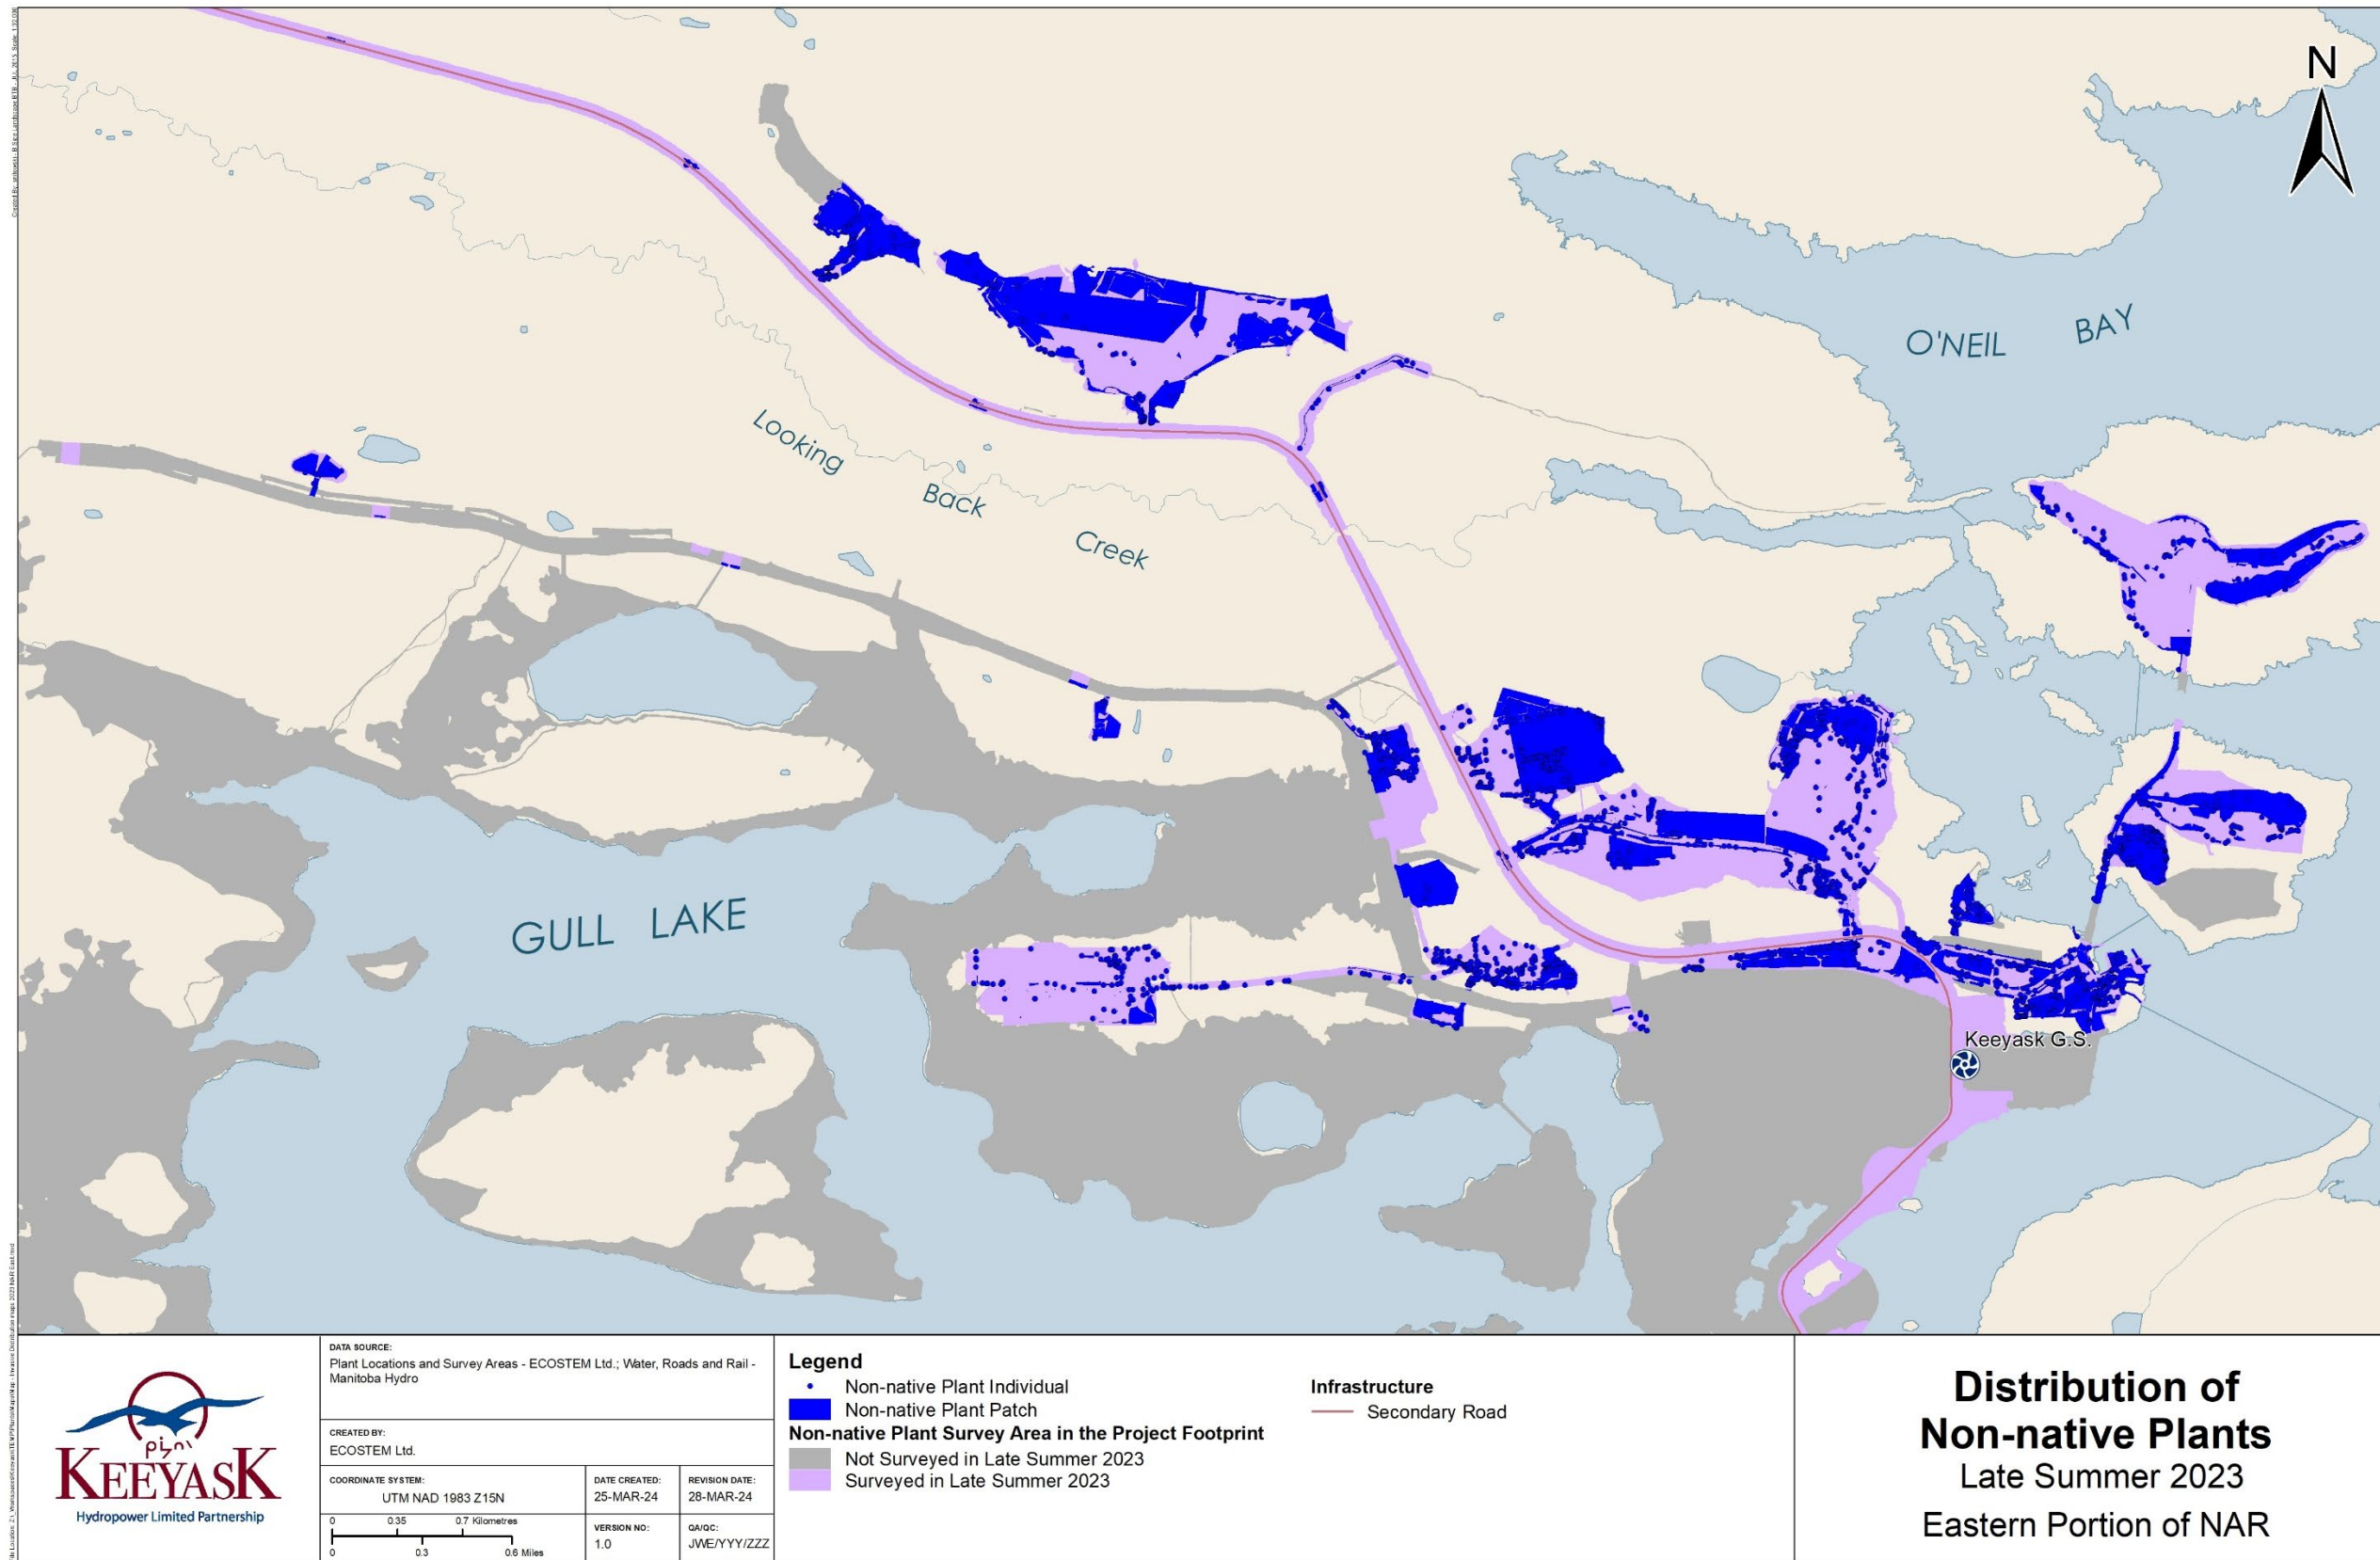 N
O'NEIL BAY
Looking Back Creek
GULL LAKE
Keeyask G.S.
KEEYASK
Hydropower Limited Partnership
DATA SOURCE:
Plant Locations and Survey Areas - ECOSTEM Ltd.; Water, Roads and Rail -
Manitoba Hydro
CREATED BY:
ECOSTEM Ltd.
COORDINATE SYSTEM:
UTM NAD 1983 Z15N
DATE CREATED:
25-MAR-24
REVISION DATE:
28-MAR-24
0 0.35 0.7 Kilometres
0 0.3 0.6 Miles
VERSION NO:
1.0
QA/QC:
JWE/YYY/ZZZ
Legend
Non-native Plant Individual
Non-native Plant Patch
Non-native Plant Survey Area in the Project Footprint
Not Surveyed in Late Summer 2023
Surveyed in Late Summer 2023
Infrastructure
Secondary Road
Distribution of
Non-native Plants
Late Summer 2023
Eastern Portion of NAR